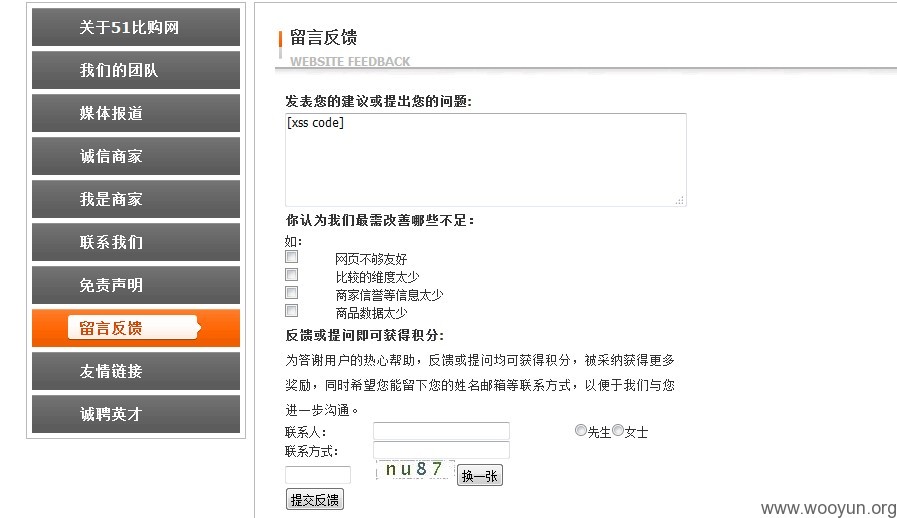 关于51比购网
我们的团队
媒体报道
诚信商家
我是商家
联系我们
免责声明
留言反馈
友情链接
诚聘英才
留言反馈
WEBSITE FEEDBACK
发表您的建议或提出您的问题:
[xss code]
你认为我们最需改善哪些不足:
如:
网页不够友好
比较的维度太少
商家信誉等信息太少
商品数据太少
反馈或提问即可获得积分:
为答谢用户的热心帮助，反馈或提问均可获得积分，被采纳获得更多
奖励，同时希望您能留下您的姓名邮箱等联系方式，以便于我们与您
进一步沟通。
联系人: 先生 女士
联系方式:
nu87 换一张
提交反馈
www.wooyun.org